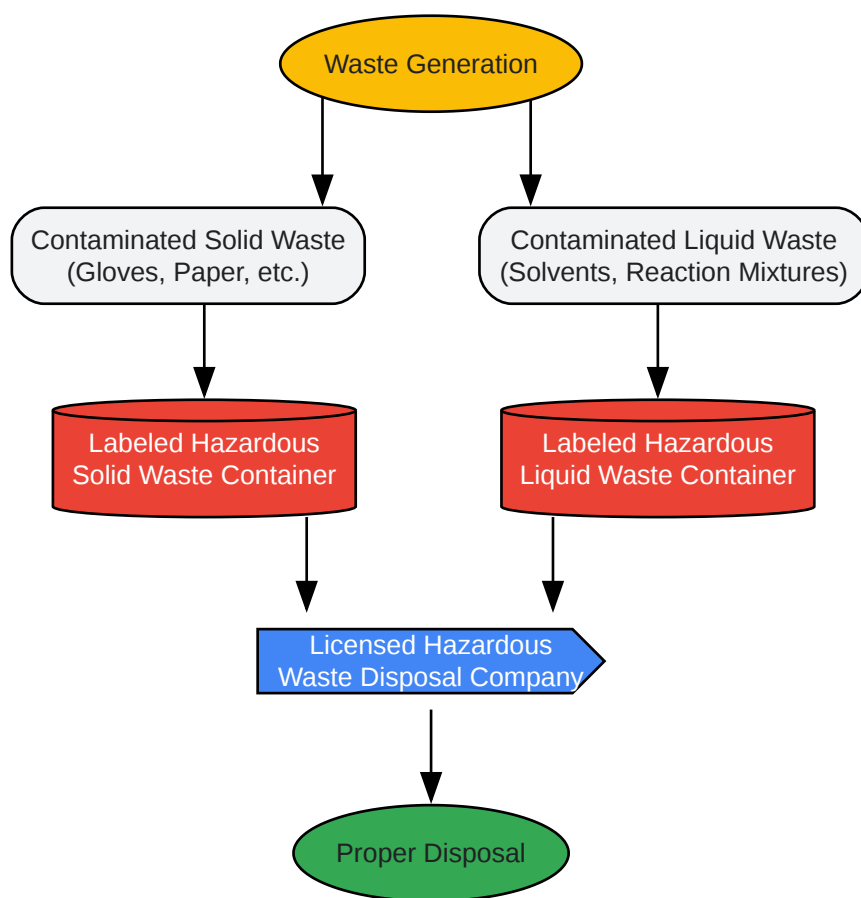 Waste Generation
Contaminated Solid Waste
(Gloves, Paper, etc.)
Contaminated Liquid Waste
(Solvents, Reaction Mixtures)
Labeled Hazardous
Solid Waste Container
Labeled Hazardous
Liquid Waste Container
Licensed Hazardous
Waste Disposal Company
Proper Disposal